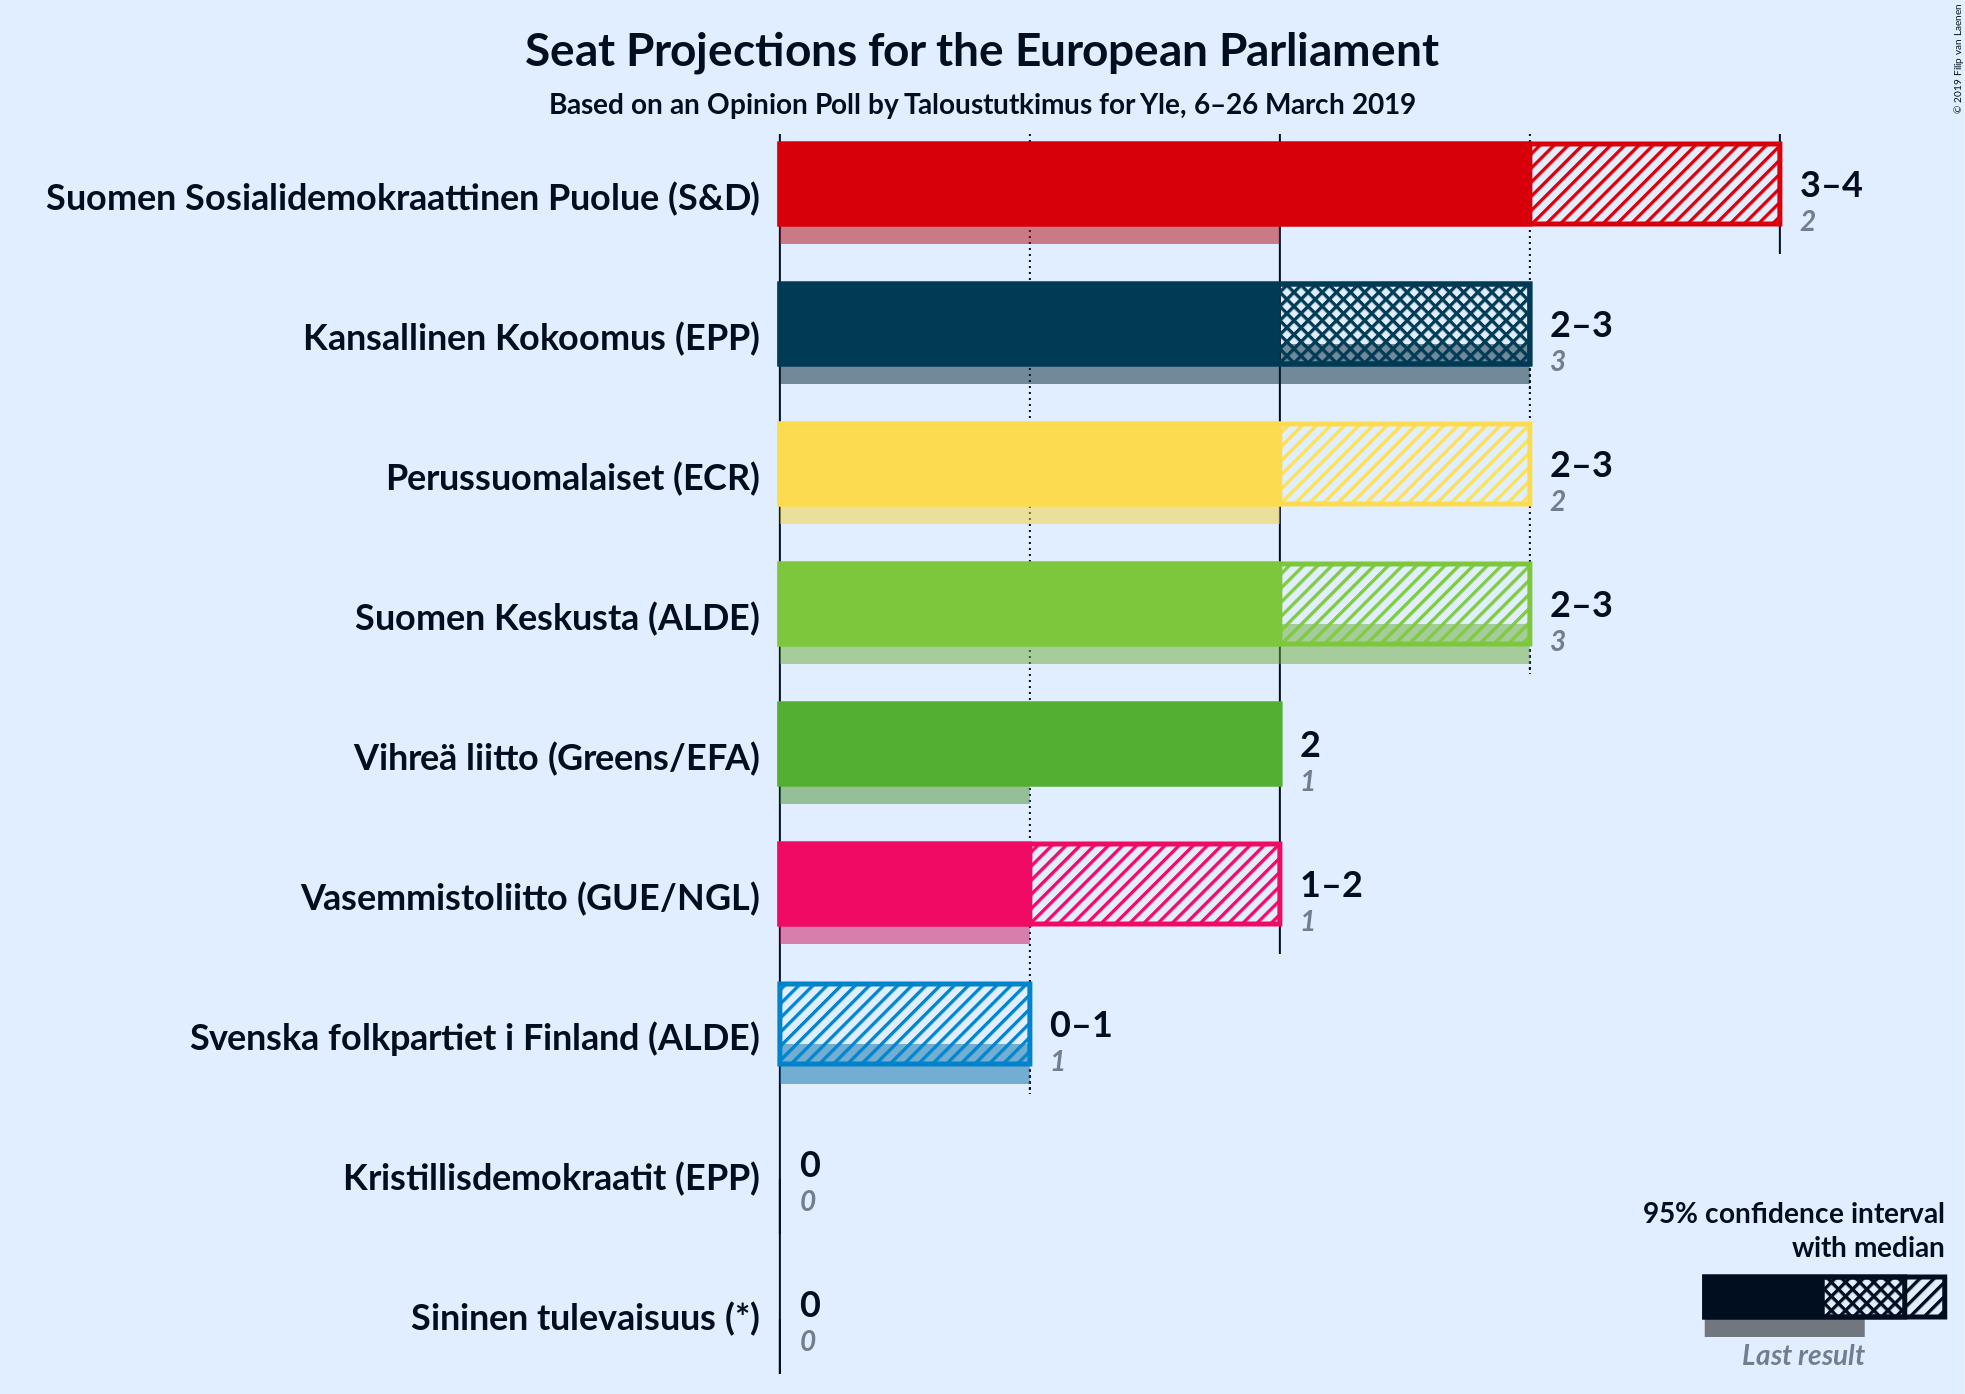 Seat Projections for the European Parliament
Based on an Opinion Poll by Taloustutkimus for Yle, 6–26 March 2019
© 2019 Filip van Laenen
Suomen Sosialidemokraattinen Puolue (S&D)
3–4
2
Kansallinen Kokoomus (EPP)
2–3
3
Perussuomalaiset (ECR)
2–3
2
Suomen Keskusta (ALDE)
2–3
3
Vihreä liitto (Greens/EFA)
2
1
Vasemmistoliitto (GUE/NGL)
1–2
1
Svenska folkpartiet i Finland (ALDE)
0–1
1
Kristillisdemokraatit (EPP)
0
0
Sininen tulevaisuus (*)
0
0
95% confidence interval
with median
Last result